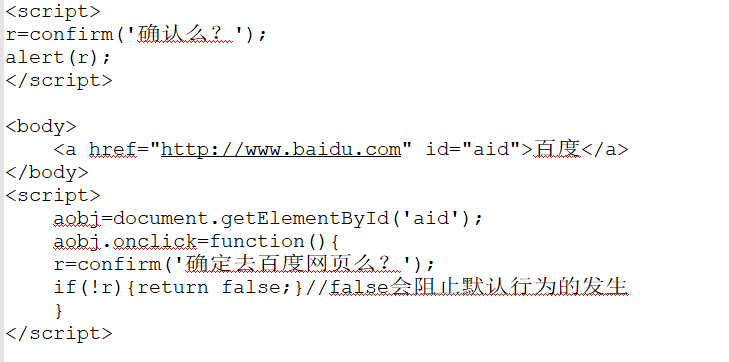 <script>
r=confirm('确认么？');
alert(r);
</script>
<body>
<a href="http://www.baidu.com" id="aid">百度</a>
</body>
<script>
aobj=document.getElementById('aid');
aobj.onclick=function(){
r=confirm('确定去百度网页么？');
if(!r){return false;}//false会阻止默认行为的发生
}
</script>